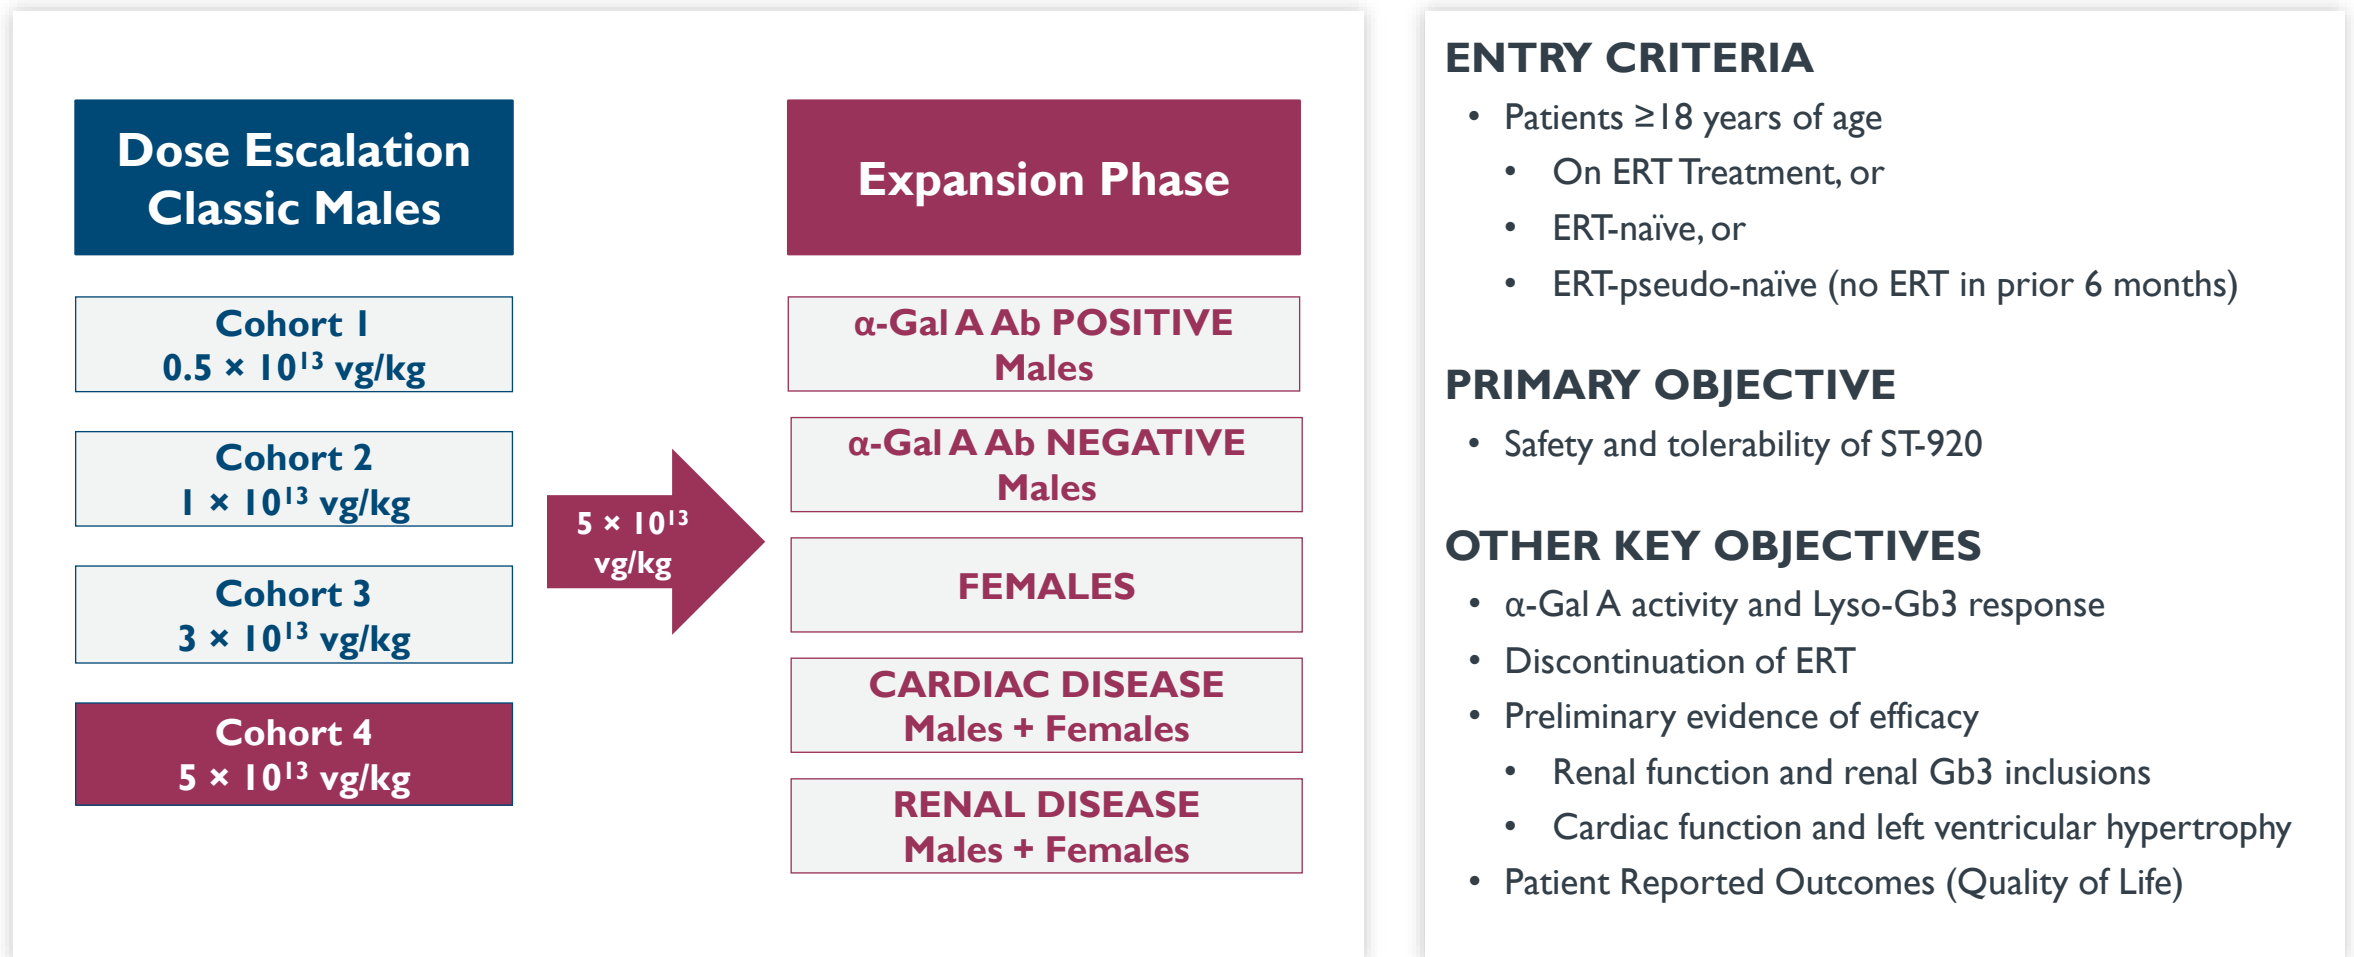 Dose Escalation
Classic Males
Cohort 1
0.5 × 10¹³ vg/kg
Cohort 2
1 × 10¹³ vg/kg
Cohort 3
3 × 10¹³ vg/kg
Cohort 4
5 × 10¹³ vg/kg
5 × 10¹³
vg/kg
Expansion Phase
α-Gal A Ab POSITIVE
Males
α-Gal A Ab NEGATIVE
Males
FEMALES
CARDIAC DISEASE
Males + Females
RENAL DISEASE
Males + Females
ENTRY CRITERIA
• Patients ≥18 years of age
• On ERT Treatment, or
• ERT-naïve, or
• ERT-pseudo-naïve (no ERT in prior 6 months)
PRIMARY OBJECTIVE
• Safety and tolerability of ST-920
OTHER KEY OBJECTIVES
• α-Gal A activity and Lyso-Gb3 response
• Discontinuation of ERT
• Preliminary evidence of efficacy
• Renal function and renal Gb3 inclusions
• Cardiac function and left ventricular hypertrophy
• Patient Reported Outcomes (Quality of Life)